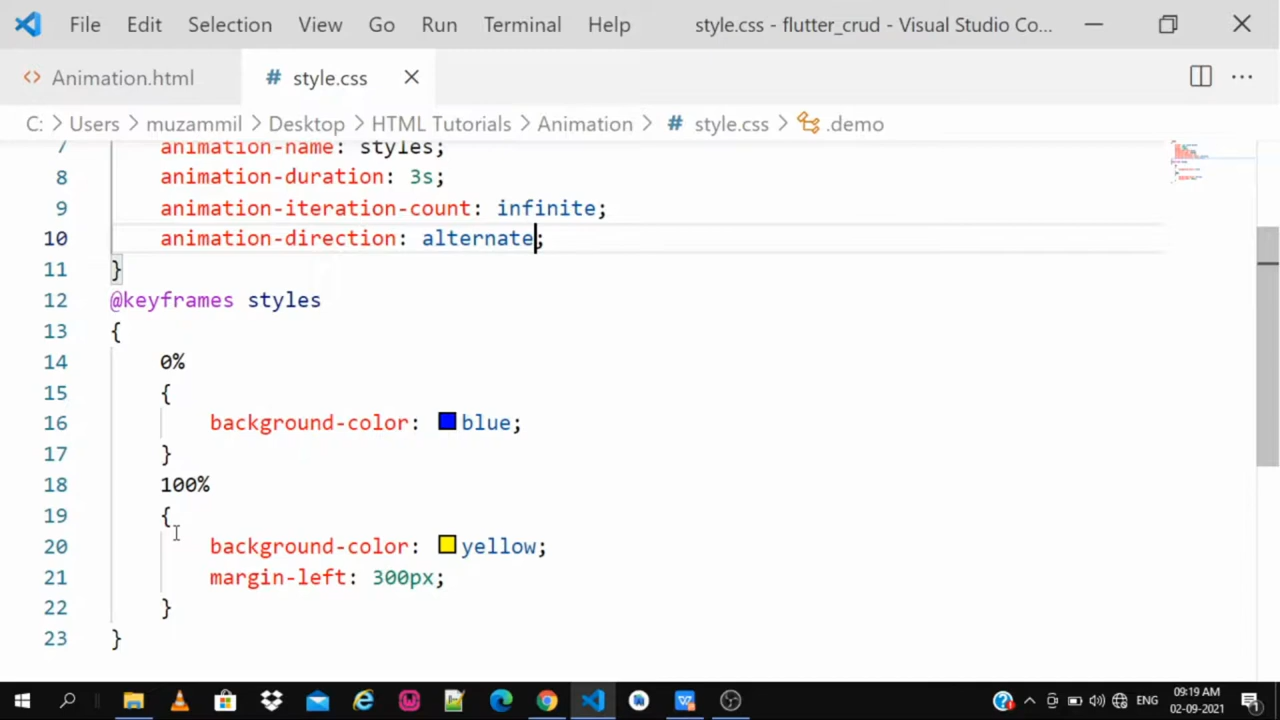 File Edit Selection View Go Run Terminal Help style.css - flutter_crud - Visual Studio Co...
Animation.html style.css
C: > Users > muzammil > Desktop > HTML Tutorials > Animation > # style.css > .demo
7 animation-name: styles;
8 animation-duration: 3s;
9 animation-iteration-count: infinite;
10 animation-direction: alternate;
11 }
12 @keyframes styles
13 {
14 0%
15 {
16 background-color: blue;
17 }
18 100%
19 {
20 background-color: yellow;
21 margin-left: 300px;
22 }
23 }
ENG 09:19 AM
02-09-2021